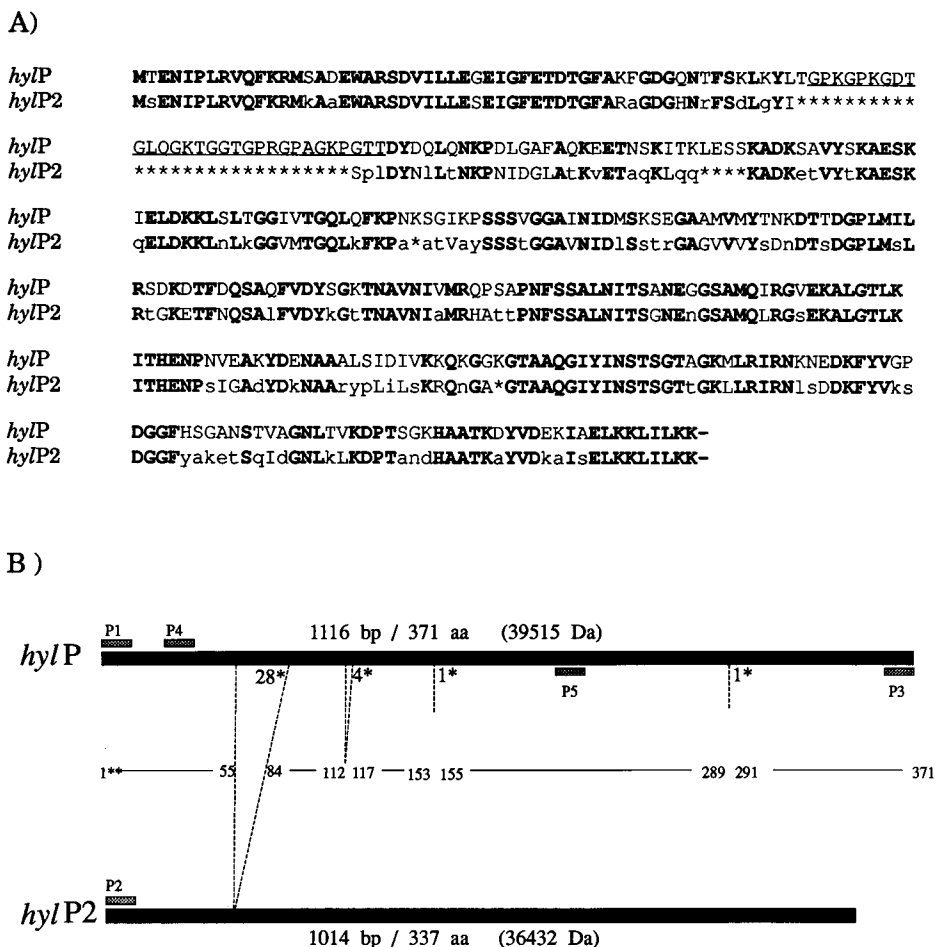 A)
hylP MTENIPLRVQFKRMSADEWARSDVILLEGEIGFETDTGFAKFGDGQNTFSKLKYLTGPKGPKGDT
hylP2 MsENIPLRVQFKRMkAaEWARSDVILLESEIGFETDTGFARaGDGHNrFSdLgYI**********
hylP GLQGKTGGTGPRGPAGKPGTTDYDQLQNKPDLGAFAQKEETNSKITKLESSKADKSAVYSKAESK
hylP2 ******************SplDYNlLtNKPNIDGLAtKvETaqKLqq****KADKetVYtKAESK
hylP IELDKKLSLTGGIVTGQLQFKPNKSGIKPSSSVGGAINIDMSKSEGAAMVMYTNKDTTDGPLMIL
hylP2 qELDKKLnLkGGVMTGQLkFKPa*atVaySSStGGAVNIDlSstrGAGVVVYsDnDTsDGPLMsL
hylP RSDKDTFDQSAQFVDYSGKTNAVNIVMRQPSAPNFSSALNITSANEGGSAMQIRGVEKALGTLK
hylP2 RtGKETFNQSAlFVDYkGtTNAVNIaMRHAttPNFSSALNITSGNEnGSAMQLRGsEKALGTLK
hylP ITHENPNVEAKYDENAAALSIDIVKKQKGGKGTAAQGIYINSTSGTAGKMLRIRNKNEDKFYVGP
hylP2 ITHENPsIGAdYDkNAArypLiLsKRQnGA*GTAAQGIYINSTSGTtGKLLRIRNlsDDKFYVks
hylP DGGFHSGANSTVAGNLTVKDPTSGKHAATKDYVDEKIAELKKLILKK–
hylP2 DGGFyaketSqIdGNLkLKDPTandHAATKaYVDkaIsELKKLILKK–
B )
P1 P4 1116 bp / 371 aa (39515 Da)
hylP
28* 4* 1* P5 1* P3
1** 55 84 112 117 153 155 289 291 371
P2
hylP2
1014 bp / 337 aa (36432 Da)